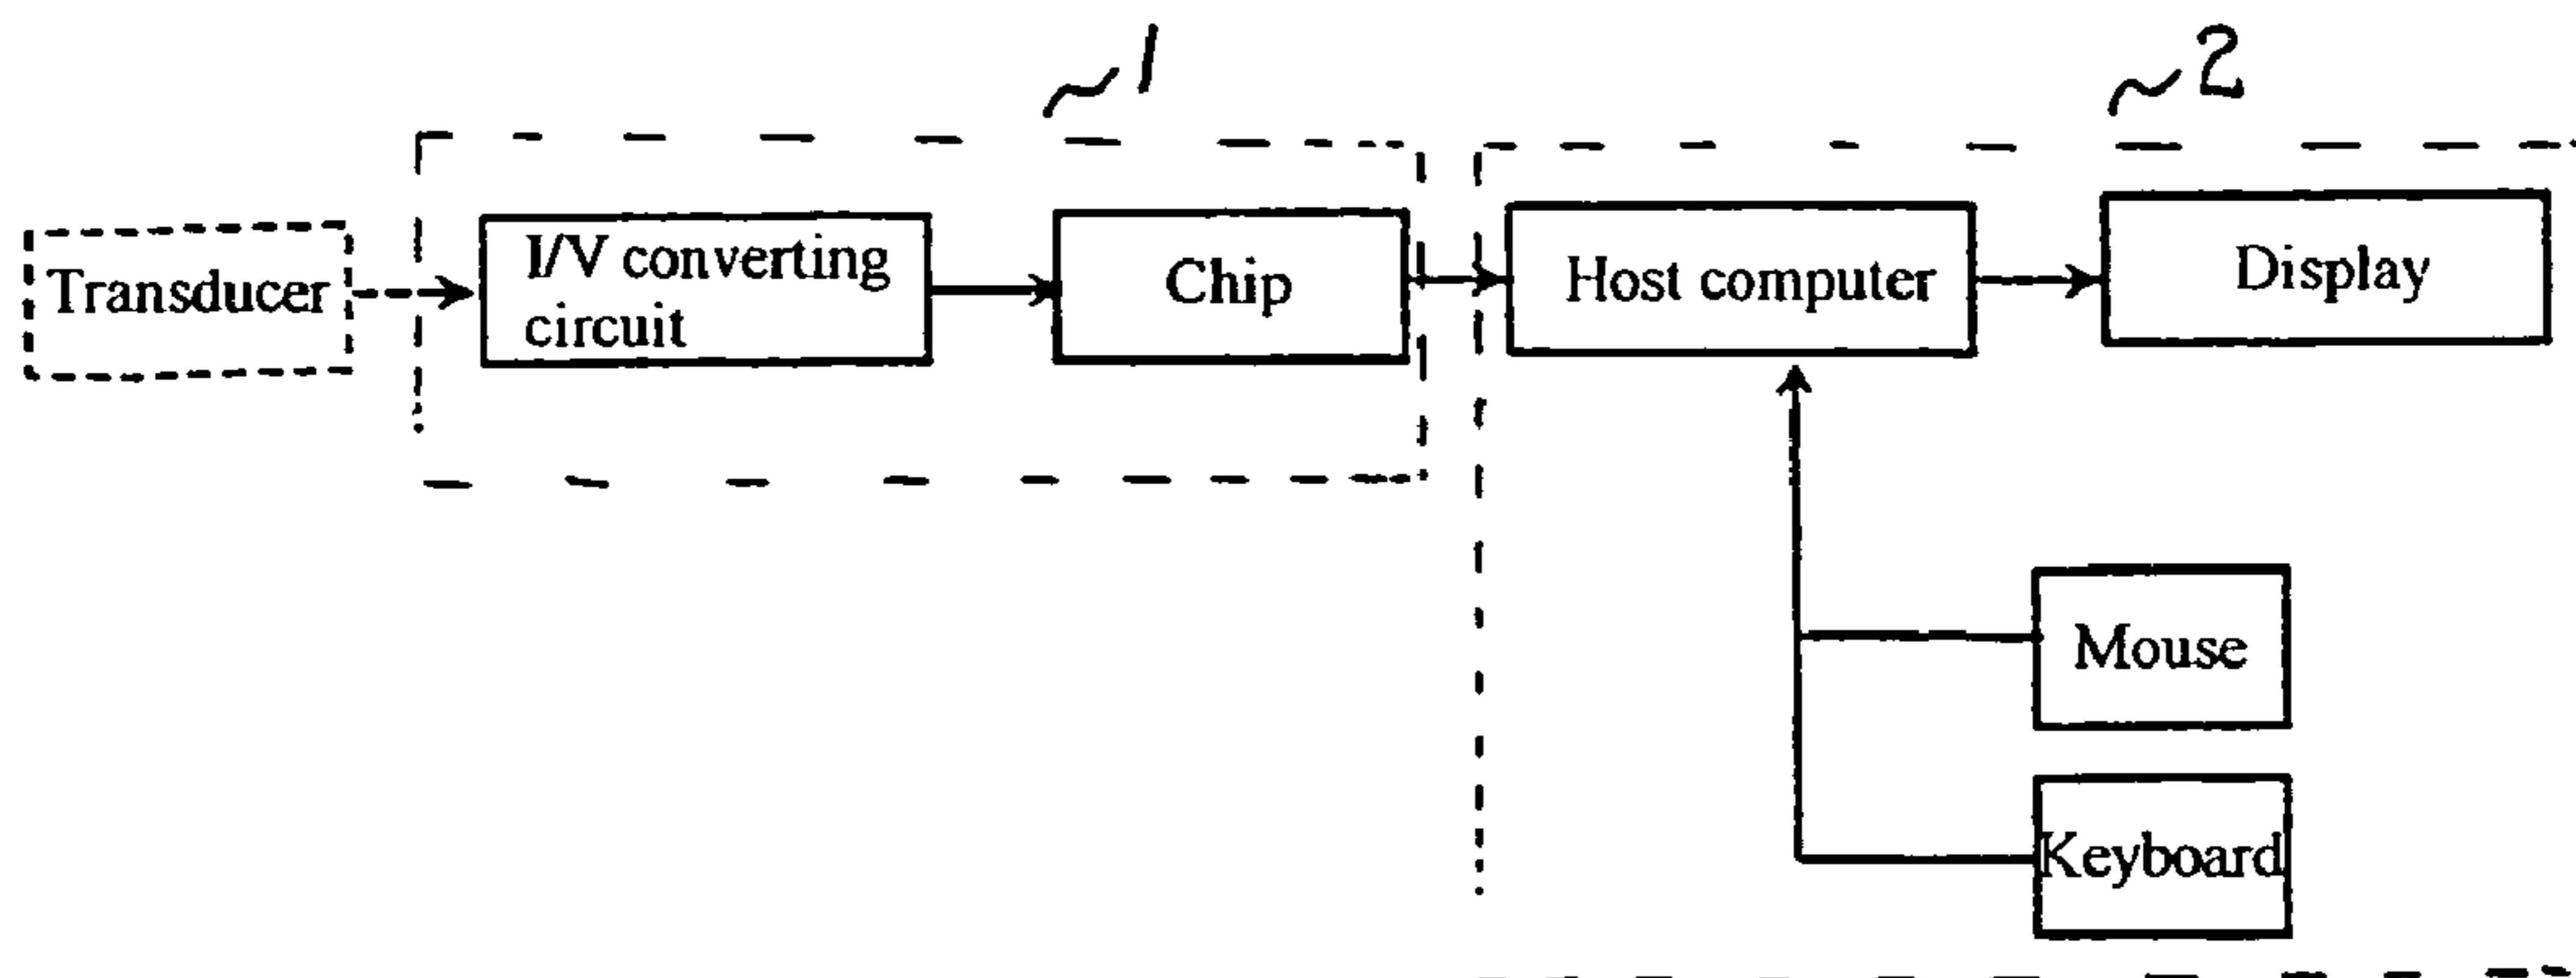 ~1
~2
Transducer
I/V converting
circuit
Chip
Host computer
Display
Mouse
Keyboard